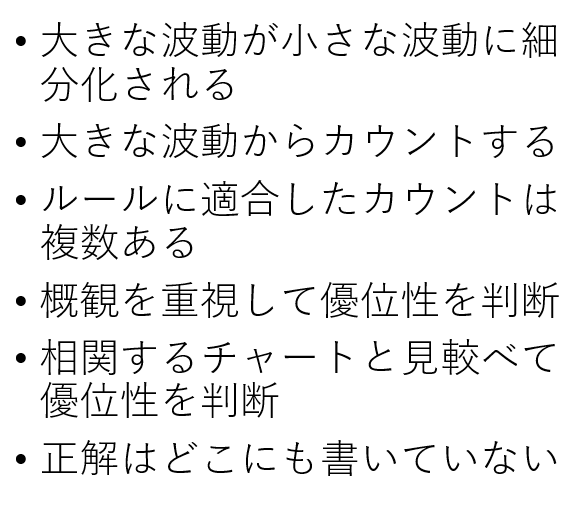 • 大きな波動が小さな波動に細
分化される
• 大きな波動からカウントする
• ルールに適合したカウントは
複数ある
• 概観を重視して優位性を判断
• 相関するチャートと見較べて
優位性を判断
• 正解はどこにも書いていない